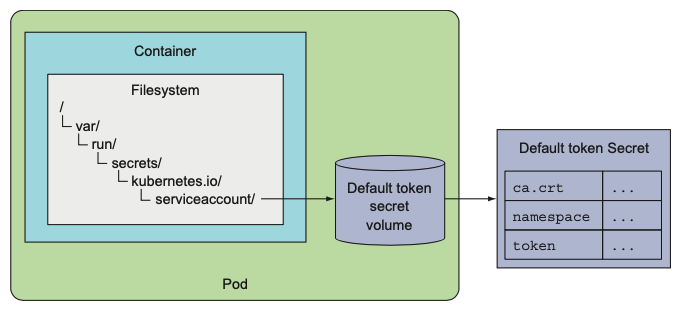 Container
Filesystem
/
var/
run/
secrets/
kubernetes.io/
serviceaccount/
Default token
secret
volume
Pod
Default token Secret
ca.crt ...
namespace ...
token ...